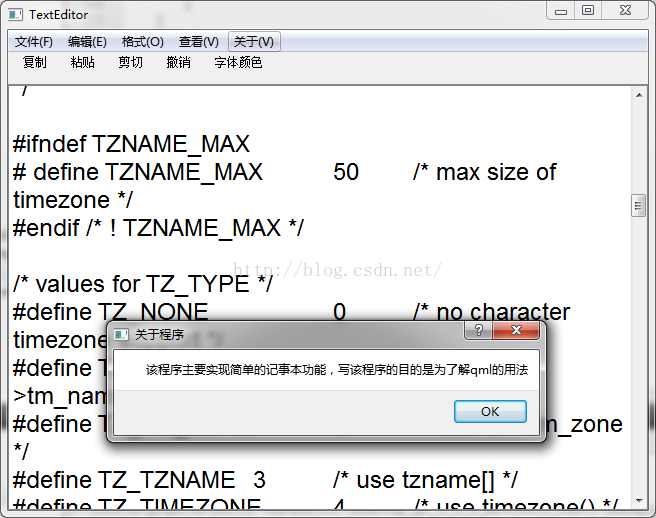 TextEditor
文件(F) 编辑(E) 格式(O) 查看(V) 关于(V)
复制 粘贴 剪切 撤销 字体颜色
/
#ifndef TZNAME_MAX
# define TZNAME_MAX 50 /* max size of
timezone */
#endif /* ! TZNAME_MAX */
http://blog.csdn.net/
/* values for TZ_TYPE */
#define TZ_NONE 0 /* no character
timezone
#define
>tm_nam
#define m_zone
*/
#define TZ_TZNAME 3 /* use tzname[] */
#define TZ_TIMEZONE 4 /* use timezone() */
关于程序
该程序主要实现简单的记事本功能，写该程序的目的是为了解qml的用法
OK